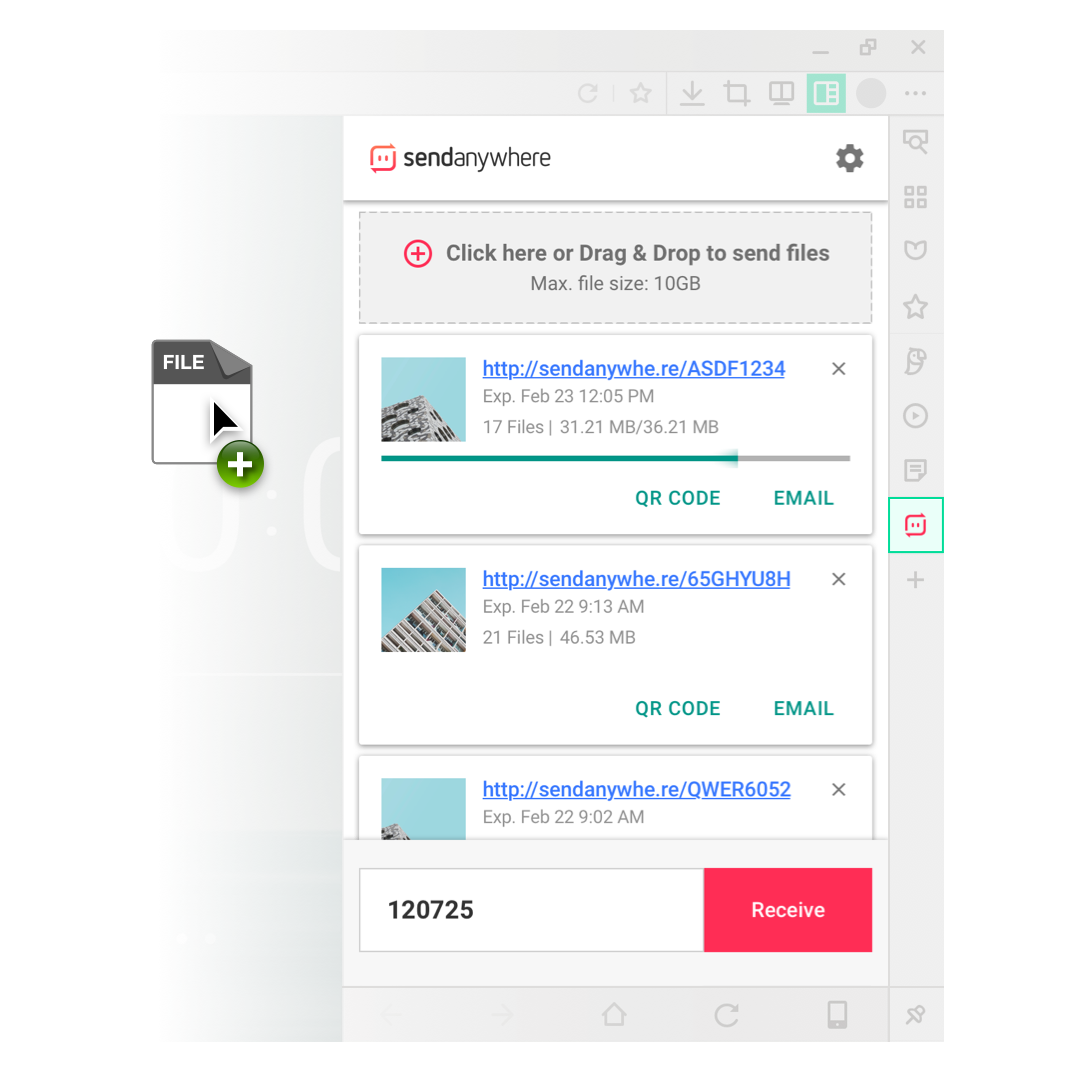 sendanywhere
Click here or Drag & Drop to send files
Max. file size: 10GB
FILE
http://sendanywhe.re/ASDF1234
Exp. Feb 23 12:05 PM
17 Files | 31.21 MB/36.21 MB
QR CODE EMAIL
http://sendanywhe.re/65GHYU8H
Exp. Feb 22 9:13 AM
21 Files | 46.53 MB
QR CODE EMAIL
http://sendanywhe.re/QWER6052
Exp. Feb 22 9:02 AM
120725 Receive